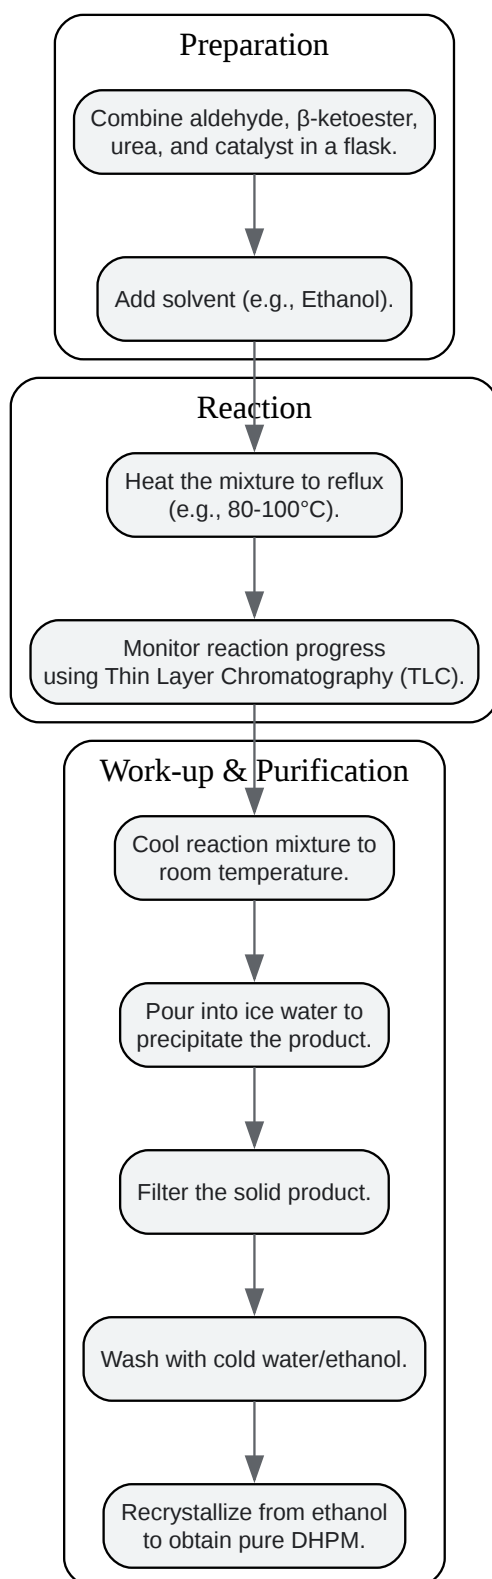 Preparation
Combine aldehyde, β-ketoester,
urea, and catalyst in a flask.
Add solvent (e.g., Ethanol).
Reaction
Heat the mixture to reflux
(e.g., 80-100°C).
Monitor reaction progress
using Thin Layer Chromatography (TLC).
Work-up & Purification
Cool reaction mixture to
room temperature.
Pour into ice water to
precipitate the product.
Filter the solid product.
Wash with cold water/ethanol.
Recrystallize from ethanol
to obtain pure DHPM.